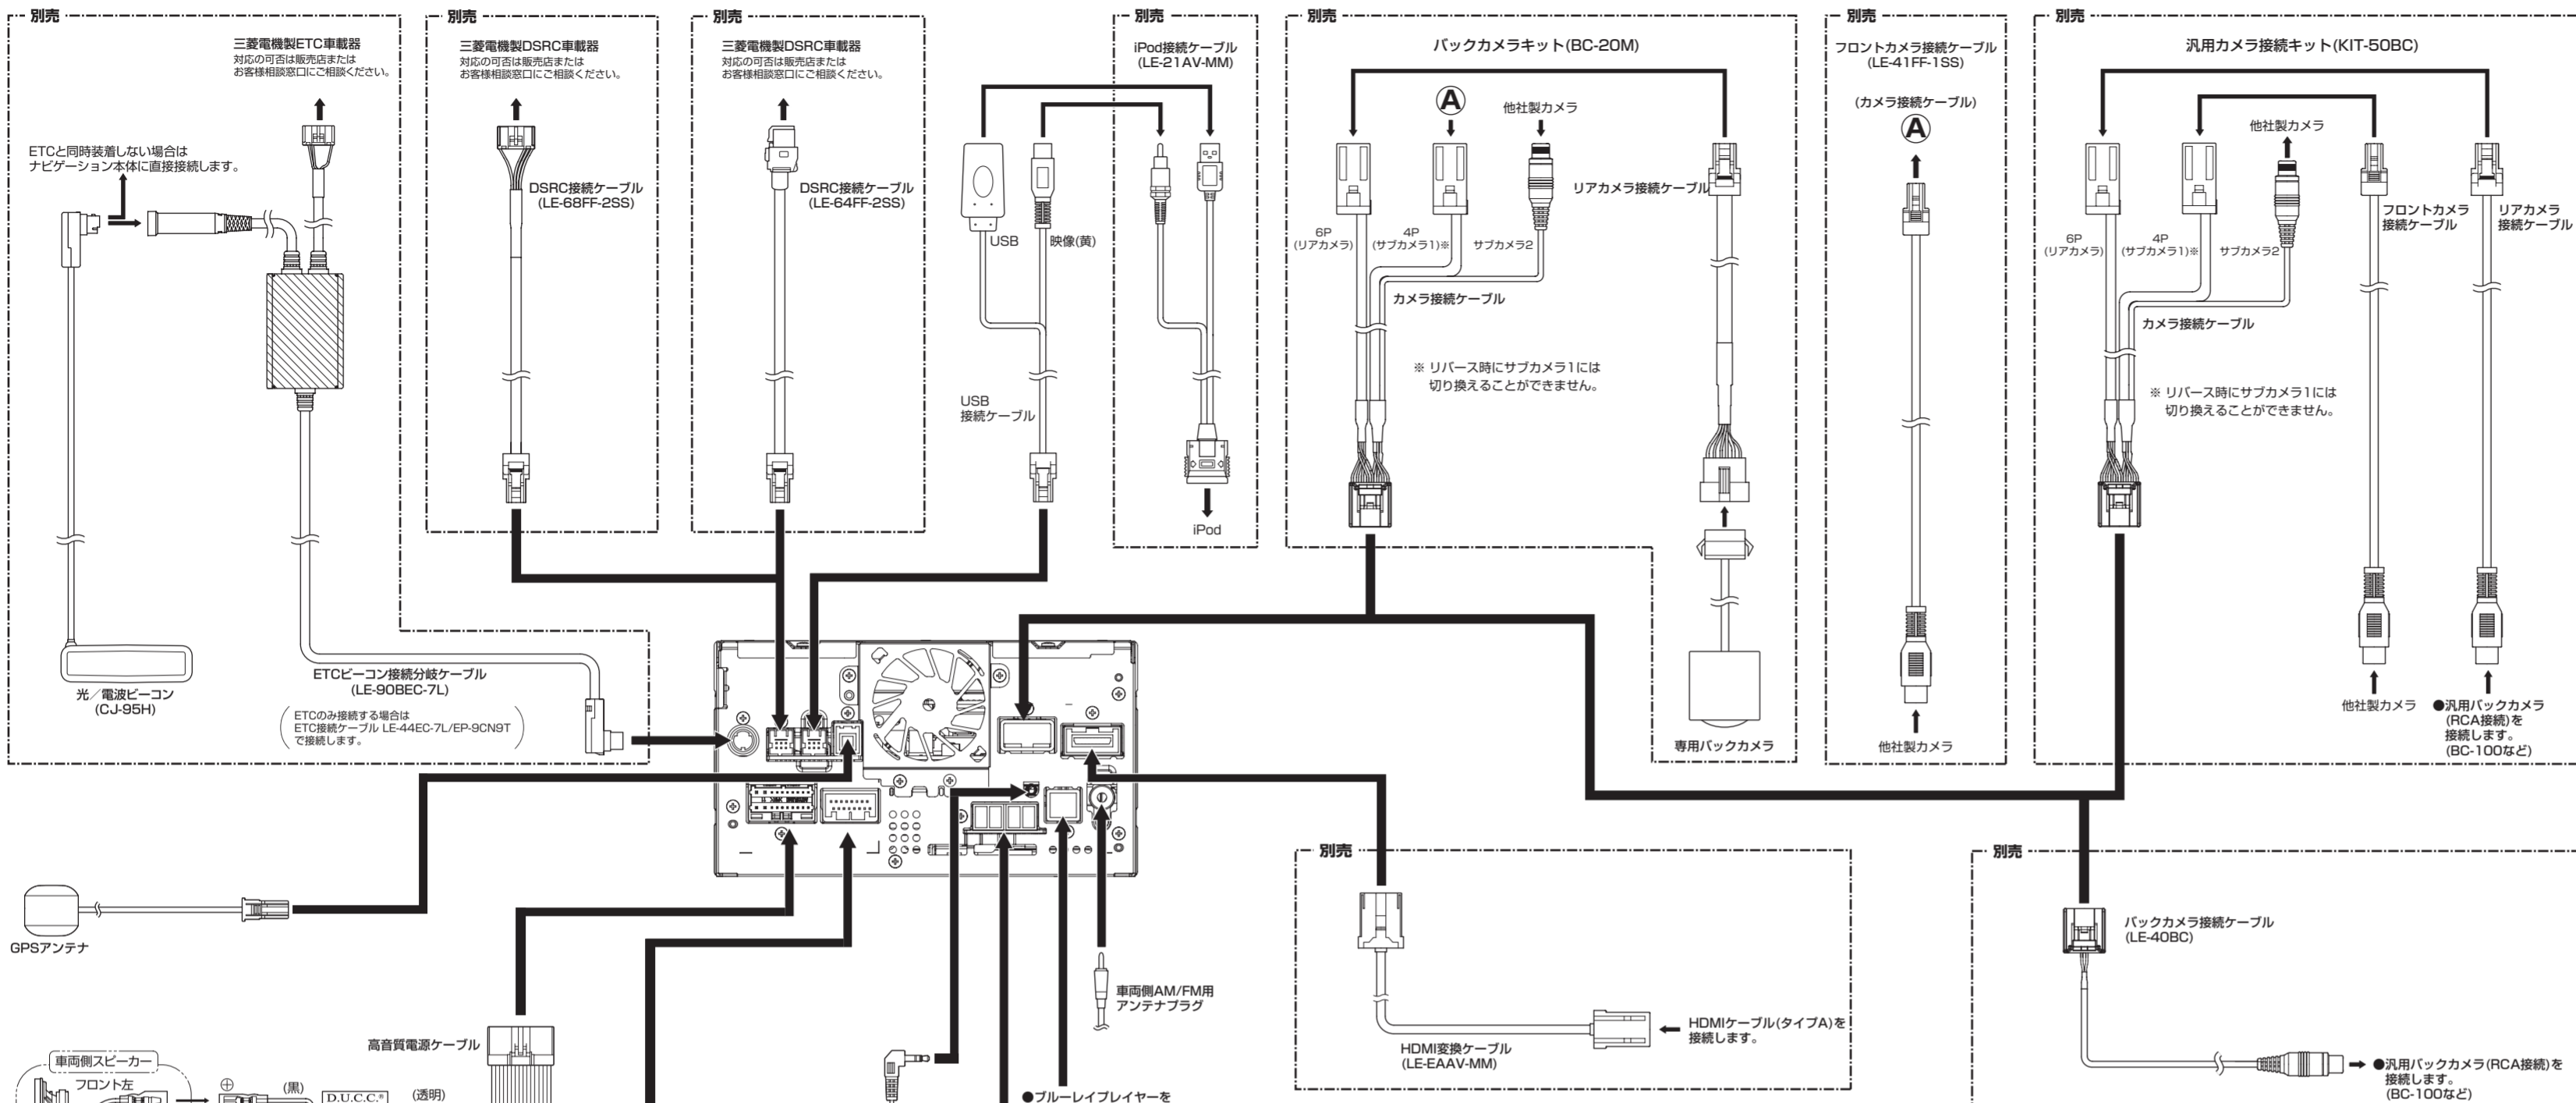 別売
三菱電機製ETC車載器
対応の可否は販売店または
お客様相談窓口にご相談ください。
ETCと同時装着しない場合は
ナビゲーション本体に直接接続します。
光／電波ビーコン
(CJ-95H)
ETCビーコン接続分岐ケーブル
(LE-90BEC-7L)
ETCのみ接続する場合は
ETC接続ケーブル LE-44EC-7L/EP-9CN9T
で接続します。
別売
三菱電機製DSRC車載器
対応の可否は販売店または
お客様相談窓口にご相談ください。
DSRC接続ケーブル
(LE-68FF-2SS)
別売
三菱電機製DSRC車載器
対応の可否は販売店または
お客様相談窓口にご相談ください。
DSRC接続ケーブル
(LE-64FF-2SS)
USB
映像(黄)
USB
接続ケーブル
別売
iPod接続ケーブル
(LE-21AV-MM)
iPod
別売
バックカメラキット(BC-20M)
A
他社製カメラ
リアカメラ接続ケーブル
6P
(リアカメラ)
4P
(サブカメラ1)※
サブカメラ2
カメラ接続ケーブル
※ リバース時にサブカメラ1には
切り換えることができません。
専用バックカメラ
別売
フロントカメラ接続ケーブル
(LE-41FF-1SS)
(カメラ接続ケーブル)
A
他社製カメラ
別売
汎用カメラ接続キット(KIT-50BC)
他社製カメラ
フロントカメラ
接続ケーブル
リアカメラ
接続ケーブル
6P
(リアカメラ)
4P
(サブカメラ1)※
サブカメラ2
カメラ接続ケーブル
※ リバース時にサブカメラ1には
切り換えることができません。
他社製カメラ
●汎用バックカメラ
(RCA接続)を
接続します。
(BC-100など)
GPSアンテナ
車両側AM/FM用
アンテナプラグ
別売
HDMI変換ケーブル
(LE-EAAV-MM)
HDMIケーブル(タイプA)を
接続します。
別売
バックカメラ接続ケーブル
(LE-40BC)
●汎用バックカメラ(RCA接続)を
接続します。
(BC-100など)
高音質電源ケーブル
車両側スピーカー
フロント左
⊕
(黒)
D.U.C.C.®
(透明)
●ブルーレイプレイヤーを